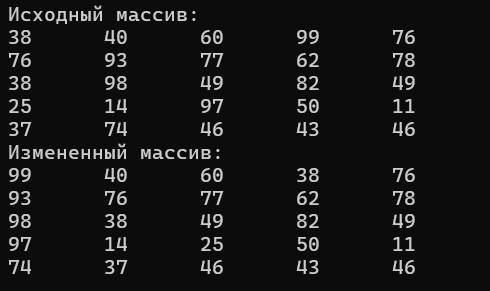 Исходный массив:
38 40 60 99 76
76 93 77 62 78
38 98 49 82 49
25 14 97 50 11
37 74 46 43 46
Измененный массив:
99 40 60 38 76
93 76 77 62 78
98 38 49 82 49
97 14 25 50 11
74 37 46 43 46